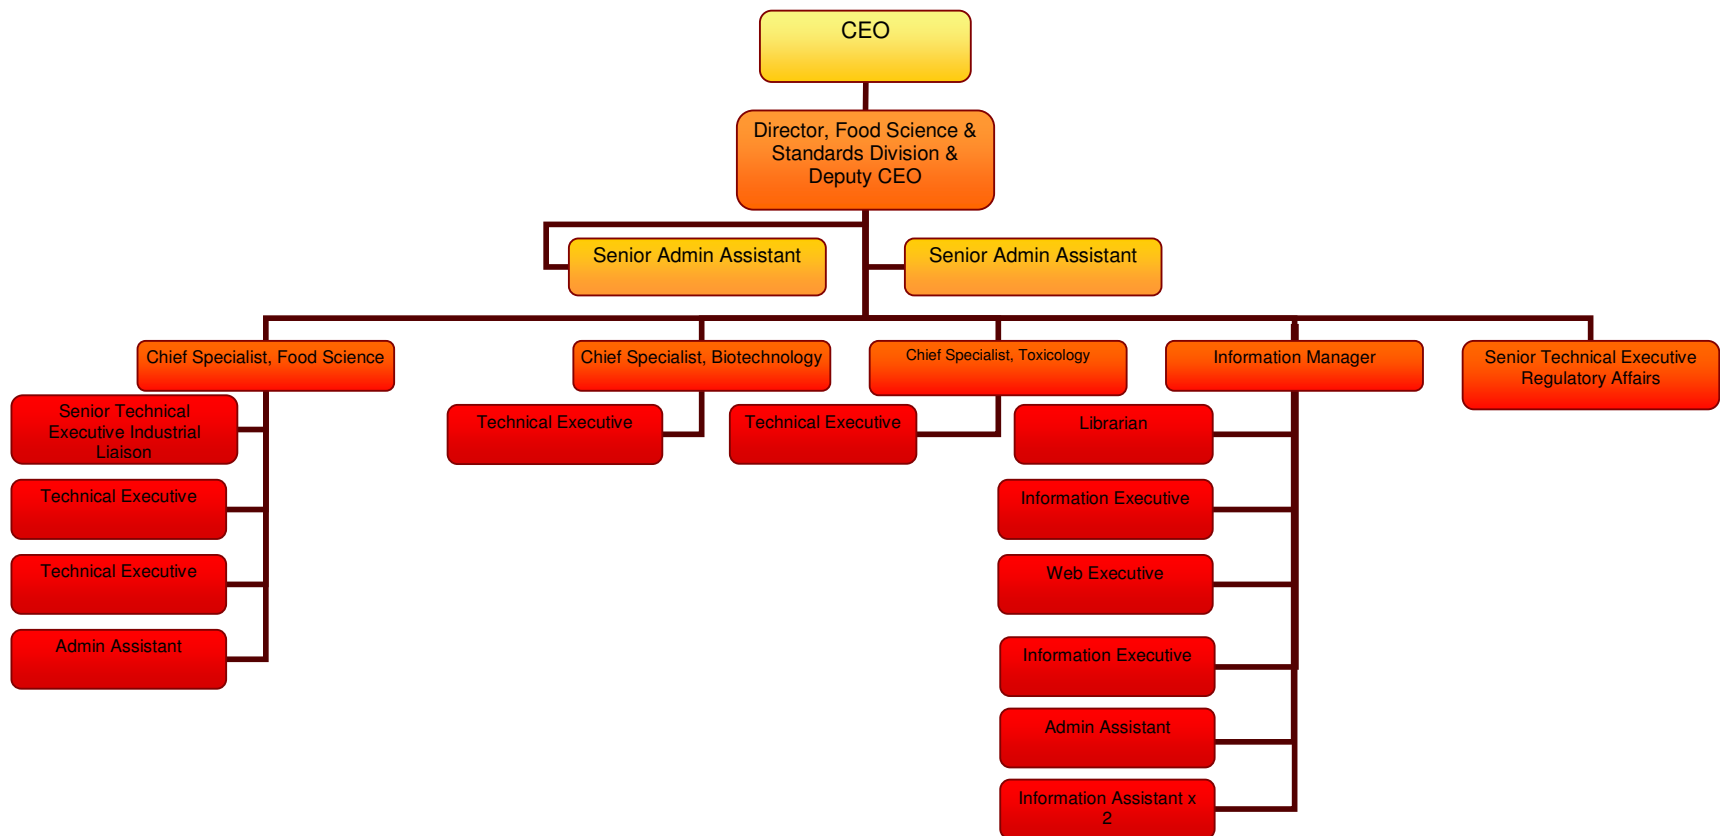 CEO
Director, Food Science &
Standards Division &
Deputy CEO
Senior Admin Assistant
Senior Admin Assistant
Chief Specialist, Food Science
Chief Specialist, Biotechnology
Chief Specialist, Toxicology
Information Manager
Senior Technical Executive
Regulatory Affairs
Senior Technical
Executive Industrial
Liaison
Technical Executive
Technical Executive
Admin Assistant
Technical Executive
Technical Executive
Librarian
Information Executive
Web Executive
Information Executive
Admin Assistant
Information Assistant x
2